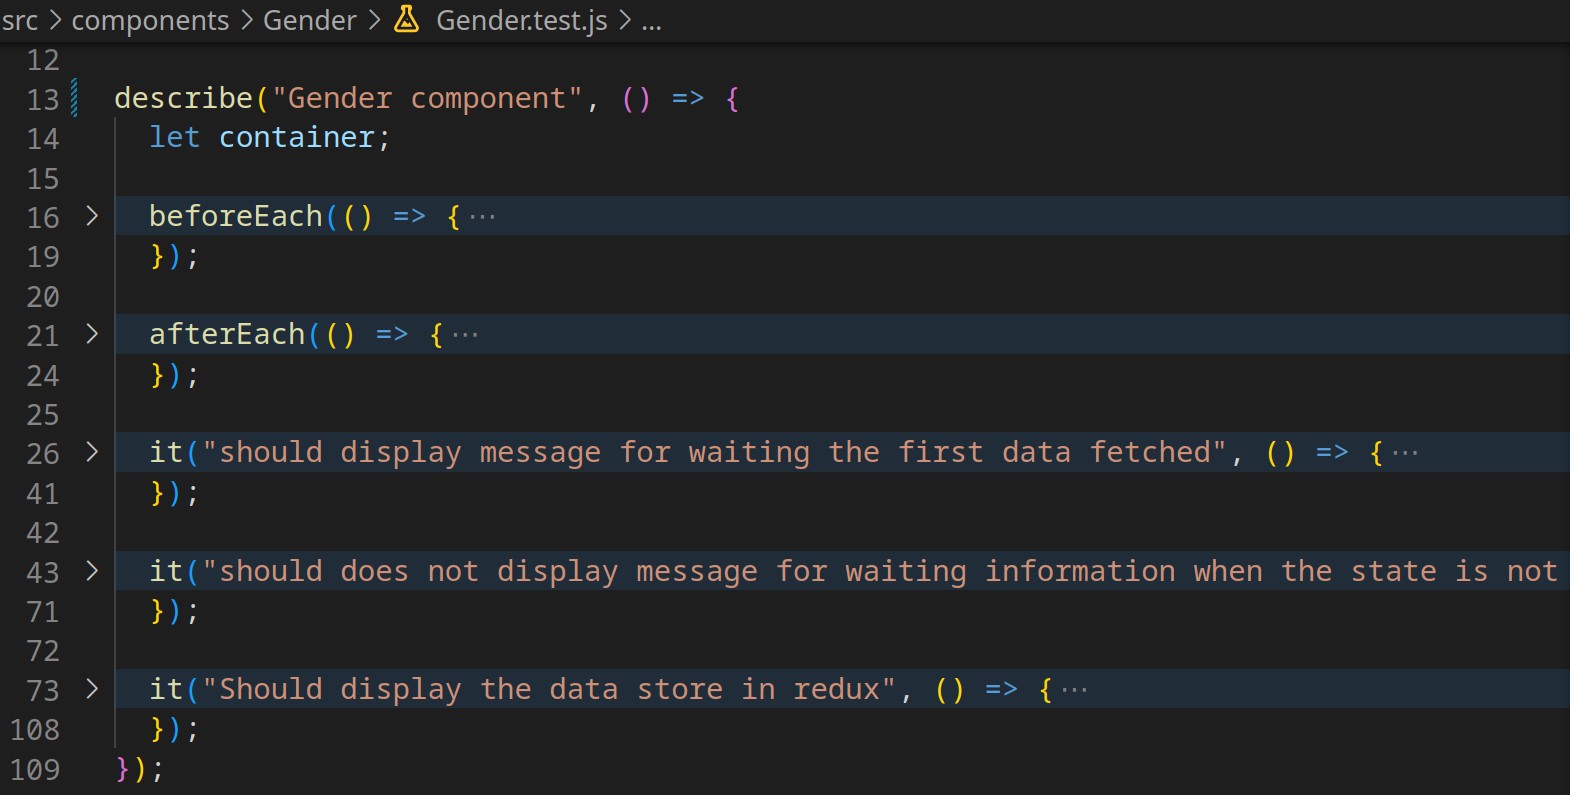 src > components > Gender > Gender.test.js > ...
12
13 describe("Gender component", () => {
14 let container;
15
16 > beforeEach(() => { ···
19 });
20
21 > afterEach(() => { ···
24 });
25
26 > it("should display message for waiting the first data fetched", () => { ···
41 });
42
43 > it("should does not display message for waiting information when the state is not
71 });
72
73 > it("Should display the data store in redux", () => { ···
108 });
109 });